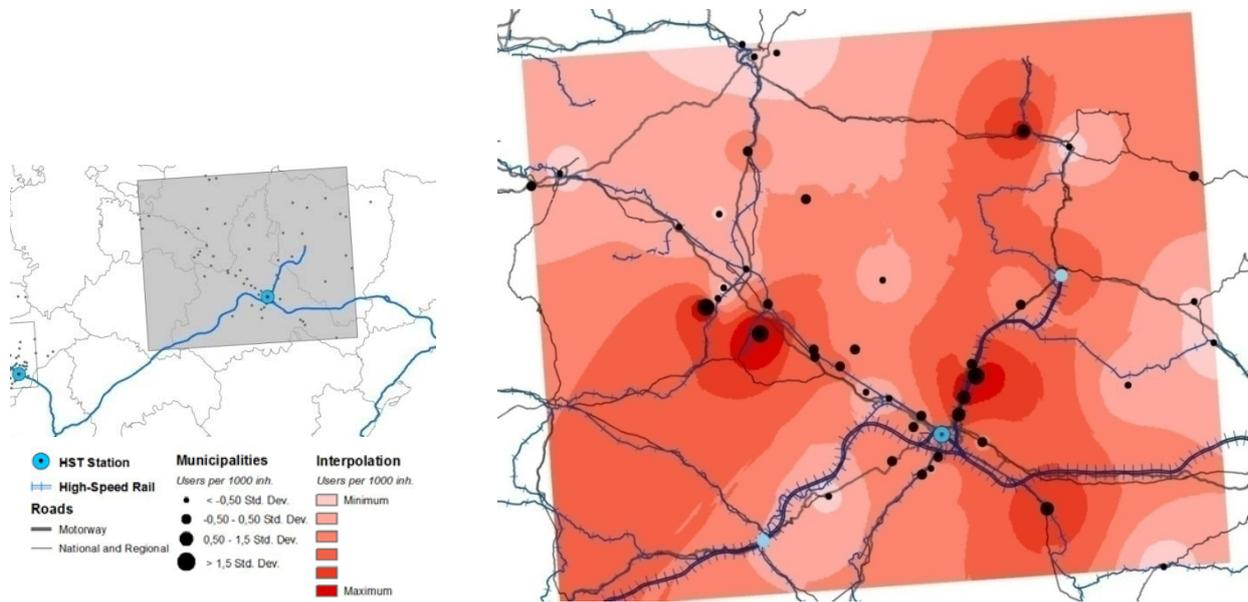 HST Station
High-Speed Rail
Roads
Motorway
National and Regional
Municipalities
Users per 1000 inh.
< -0,50 Std. Dev.
-0,50 - 0,50 Std. Dev.
0,50 - 1,5 Std. Dev.
> 1,5 Std. Dev.
Interpolation
Users per 1000 inh.
Minimum
Maximum